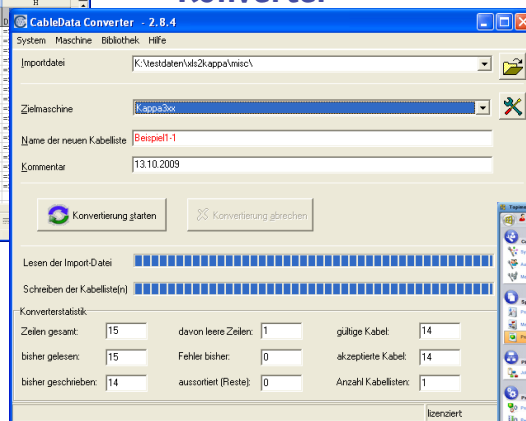 Konverter
CableData Converter - 2.8.4
System Maschine Bibliothek Hilfe
Importdatei K:\testdaten\xls2kappa\misc\
Zielmaschine Kappa3xx
Name der neuen Kabelliste Beispiel1-1
Kommentar 13.10.2009
Konvertierung starten Konvertierung abrechen
Lesen der Import-Datei
Schreiben der Kabelliste(n)
Konverterstatistik
Zeilen gesamt: 15 davon leere Zeilen: 1 gültige Kabel: 14
bisher gelesen: 15 Fehler bisher: 0 akzeptierte Kabel: 14
bisher geschrieben: 14 aussortiert (Reste): 0 Anzahl Kabellisten: 1
lizenziert